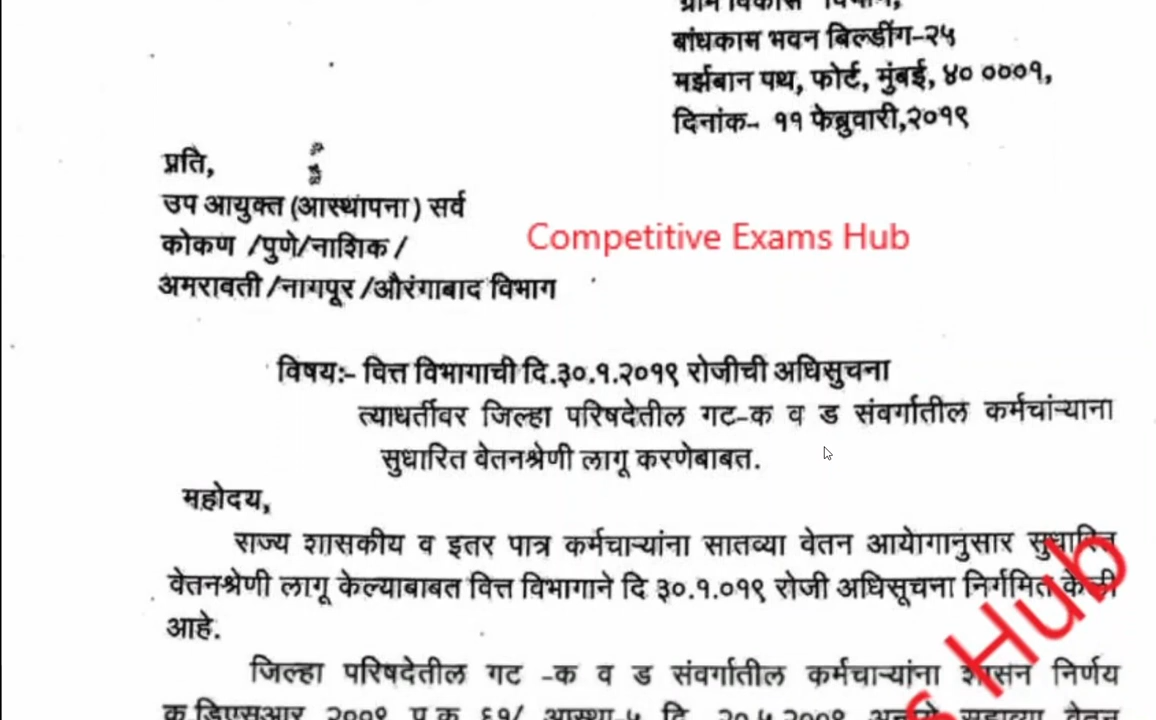 ग्राम विकास विभाग,
बांधकाम भवन बिल्डींग-२५
मर्झबान पथ, फोर्ट, मुंबई, ४० ०००१,
दिनांक- ११ फेब्रुवारी,२०१९
प्रति,
उप आयुक्त (आस्थापना) सर्व
कोकण /पुणे/नाशिक /
Competitive Exams Hub
अमरावती /नागपूर /औरंगाबाद विभाग
विषय:- वित्त विभागाची दि.३०.१.२०१९ रोजीची अधिसुचना
त्याधर्तीवर जिल्हा परिषदेतील गट-क व ड संवर्गातील कर्मचांऱ्याना
सुधारित वेतनश्रेणी लागू करणेबाबत.
महोदय,
राज्य शासकीय व इतर पात्र कर्मचाऱ्यांना सातव्या वेतन आयेागानुसार सुधारित
वेतनश्रेणी लागू केल्याबाबत वित्त विभागाने दि ३०.१.०१९ रोजी अधिसूचना निर्गमित केली
आहे.
जिल्हा परिषदेतील गट -क व ड संवर्गातील कर्मचाऱ्यांना शासन निर्णय
Hub